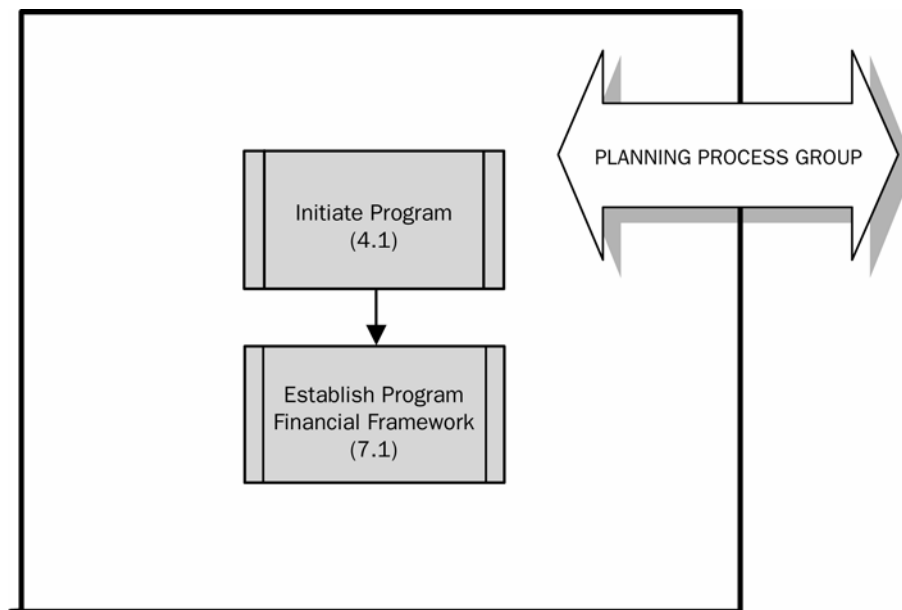 PLANNING PROCESS GROUP
Initiate Program
(4.1)
Establish Program
Financial Framework
(7.1)